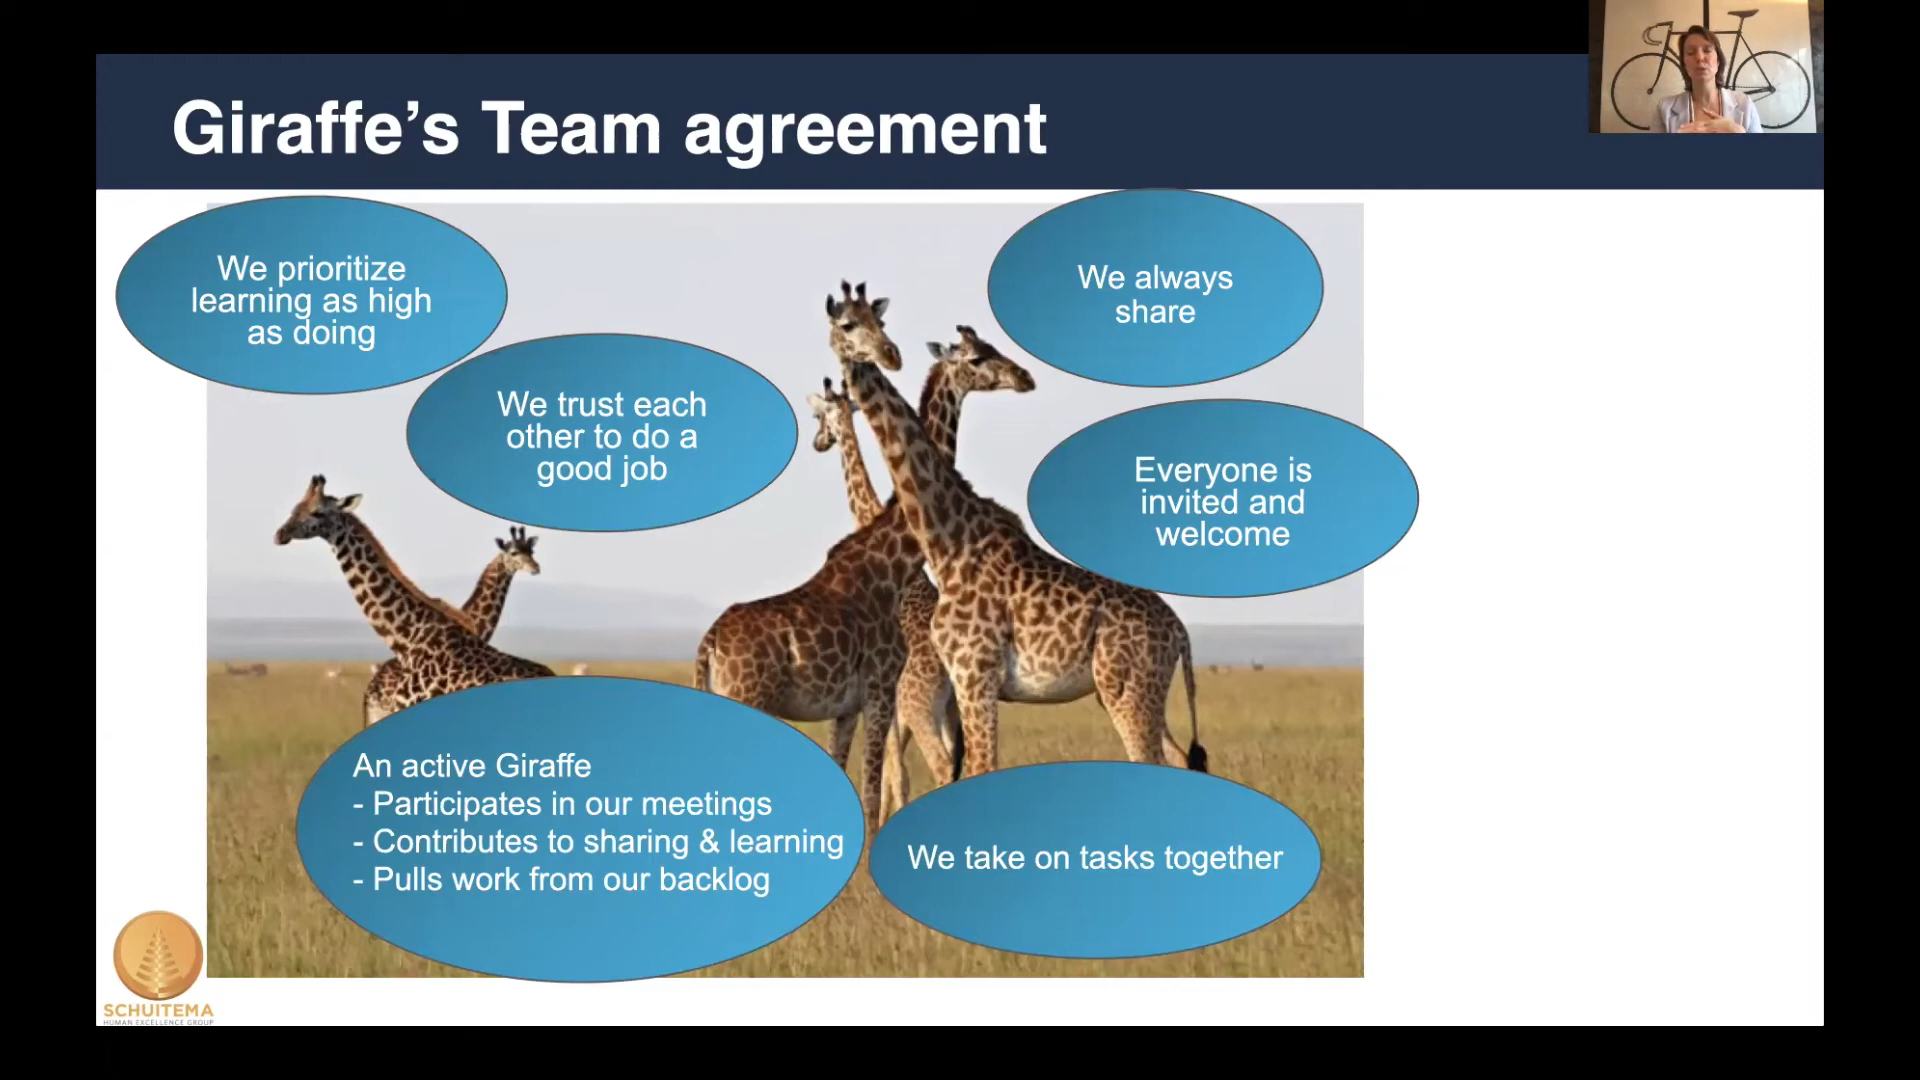 Giraffe’s Team agreement
We prioritize
learning as high
as doing
We trust each
other to do a
good job
We always
share
Everyone is
invited and
welcome
An active Giraffe
- Participates in our meetings
- Contributes to sharing & learning
- Pulls work from our backlog
We take on tasks together
SCHUITEMA
HUMAN EXCELLENCE GROUP